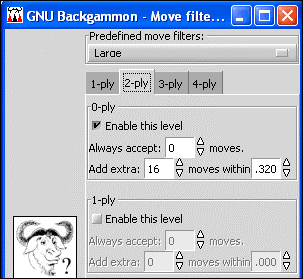 GNU Backgammon - Move filte...
Predefined move filters:
Large
1-ply 2-ply 3-ply 4-ply
0-ply
Enable this level
Always accept: 0 moves.
Add extra: 16 moves within .320
1-ply
Enable this level
Always accept: 0 moves.
Add extra: 0 moves within .000
?